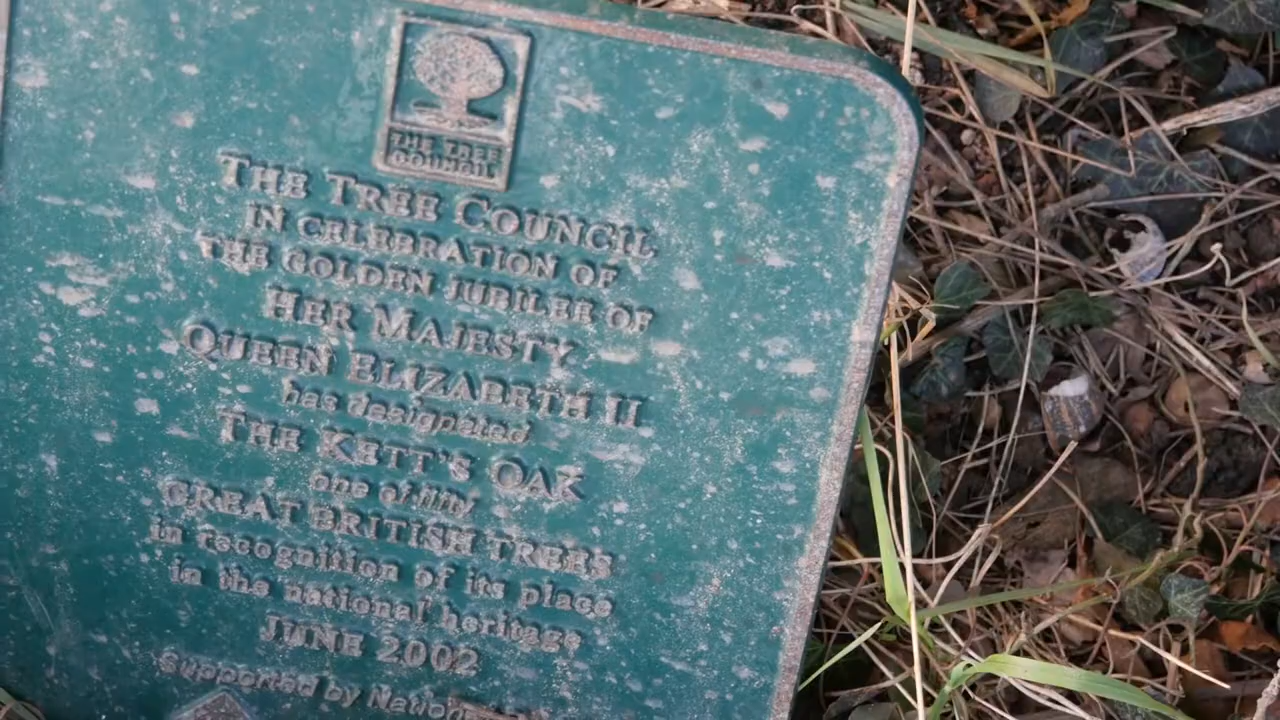 THE TREE
COUNCIL
THE TREE COUNCIL
IN CELEBRATION OF
THE GOLDEN JUBILEE OF
HER MAJESTY
QUEEN ELIZABETH II
has designated
THE KETT'S OAK
one of fifty
GREAT BRITISH TREES
in recognition of its place
in the national heritage
JUNE 2002
Supported by